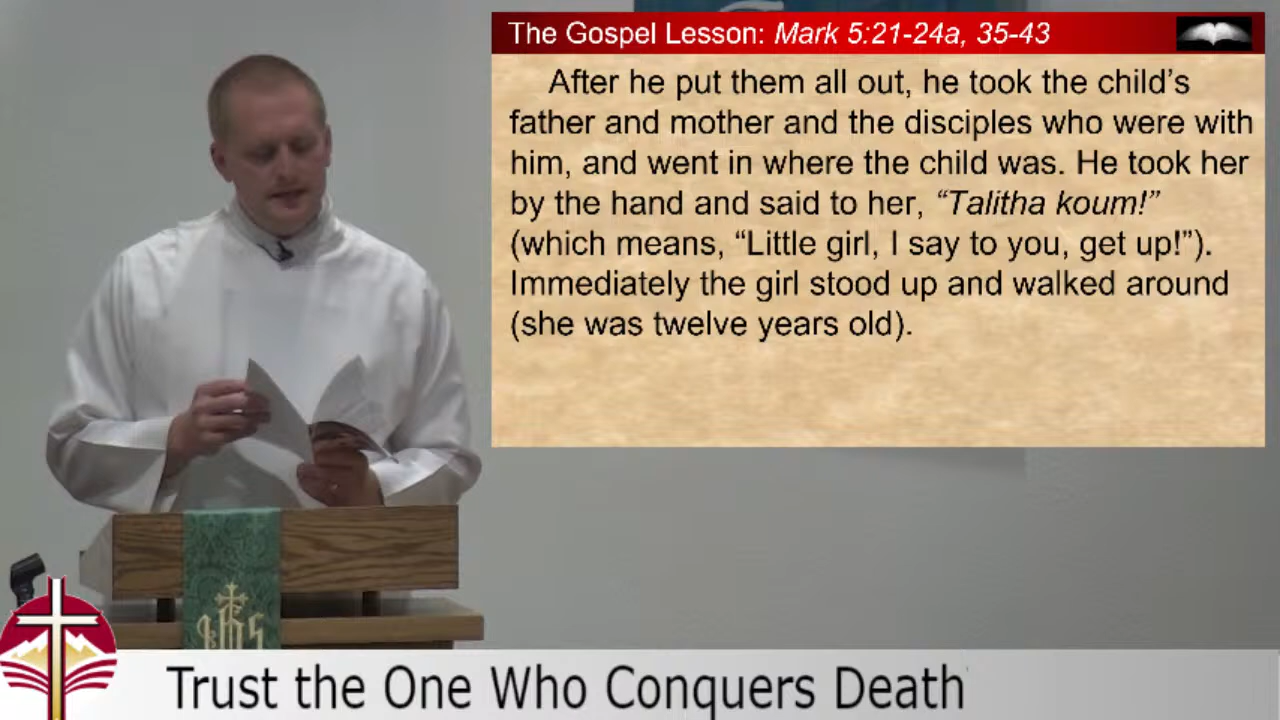 The Gospel Lesson: Mark 5:21-24a, 35-43
After he put them all out, he took the child’s
father and mother and the disciples who were with
him, and went in where the child was. He took her
by the hand and said to her, “Talitha koum!”
(which means, “Little girl, I say to you, get up!”).
Immediately the girl stood up and walked around
(she was twelve years old).
IHS
Trust the One Who Conquers Death